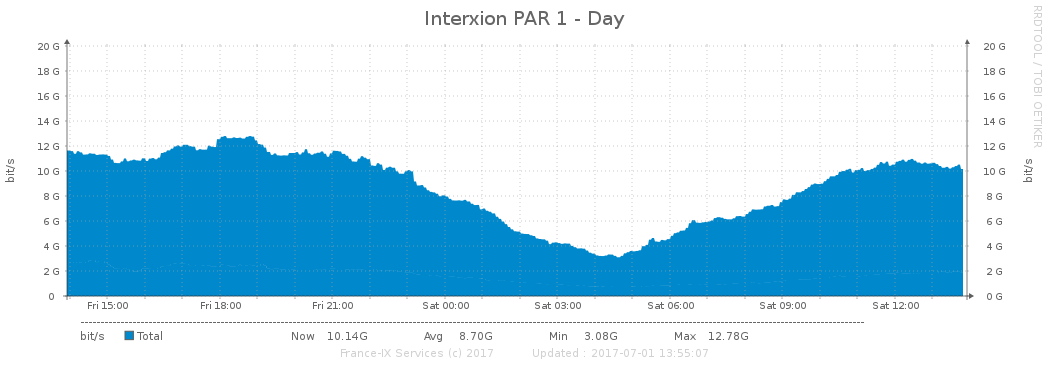 Interxion PAR 1 - Day
RRDTOOL / TOBI OETIKER
bit/s
20 G
18 G
16 G
14 G
12 G
10 G
8 G
6 G
4 G
2 G
0
20 G
18 G
16 G
14 G
12 G
10 G
8 G
6 G
4 G
2 G
0 G
bit/s
Fri 15:00 Fri 18:00 Fri 21:00 Sat 00:00 Sat 03:00 Sat 06:00 Sat 09:00 Sat 12:00
bit/s Total Now 10.14G Avg 8.70G Min 3.08G Max 12.78G
France-IX Services (c) 2017 Updated : 2017-07-01 13:55:07